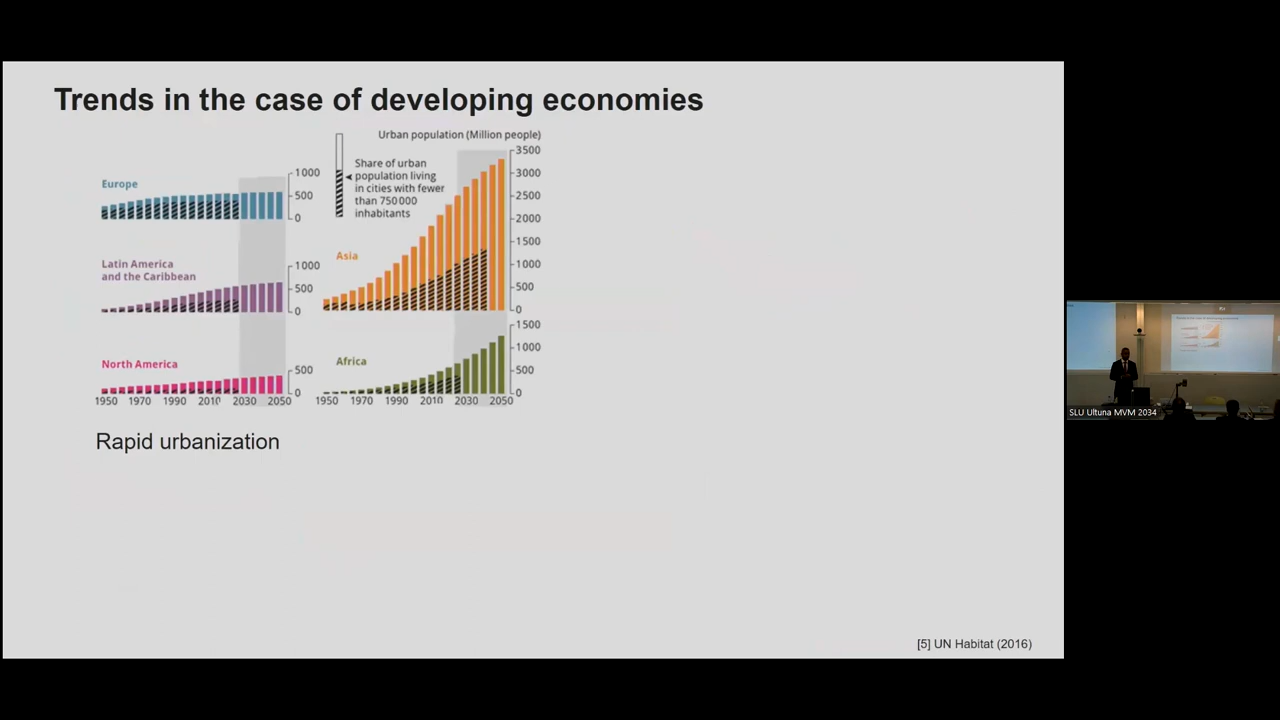 Trends in the case of developing economies
Urban population (Million people)
Share of urban
population living
in cities with fewer
than 750 000
inhabitants
Europe
1000
500
0
Latin America
and the Caribbean
1000
500
0
North America
500
0
1950 1970 1990 2010 2030 2050
Asia
3500
3000
2500
2000
1500
1000
500
0
Africa
1500
1000
500
0
1950 1970 1990 2010 2030 2050
Rapid urbanization
[5] UN Habitat (2016)
SLU Ultuna MVM 2034